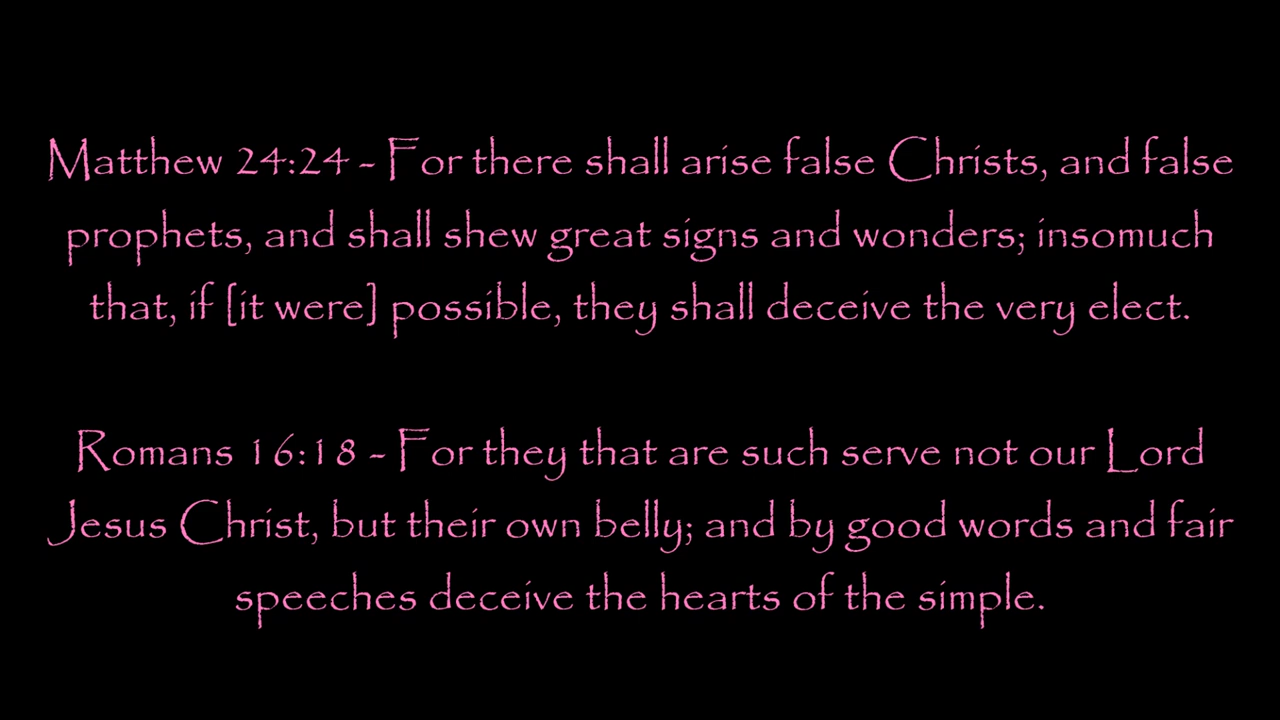 Matthew 24:24 - For there shall arise false Christs, and false
prophets, and shall shew great signs and wonders; insomuch
that, if [it were] possible, they shall deceive the very elect.
Romans 16:18 - For they that are such serve not our Lord
Jesus Christ, but their own belly; and by good words and fair
speeches deceive the hearts of the simple.